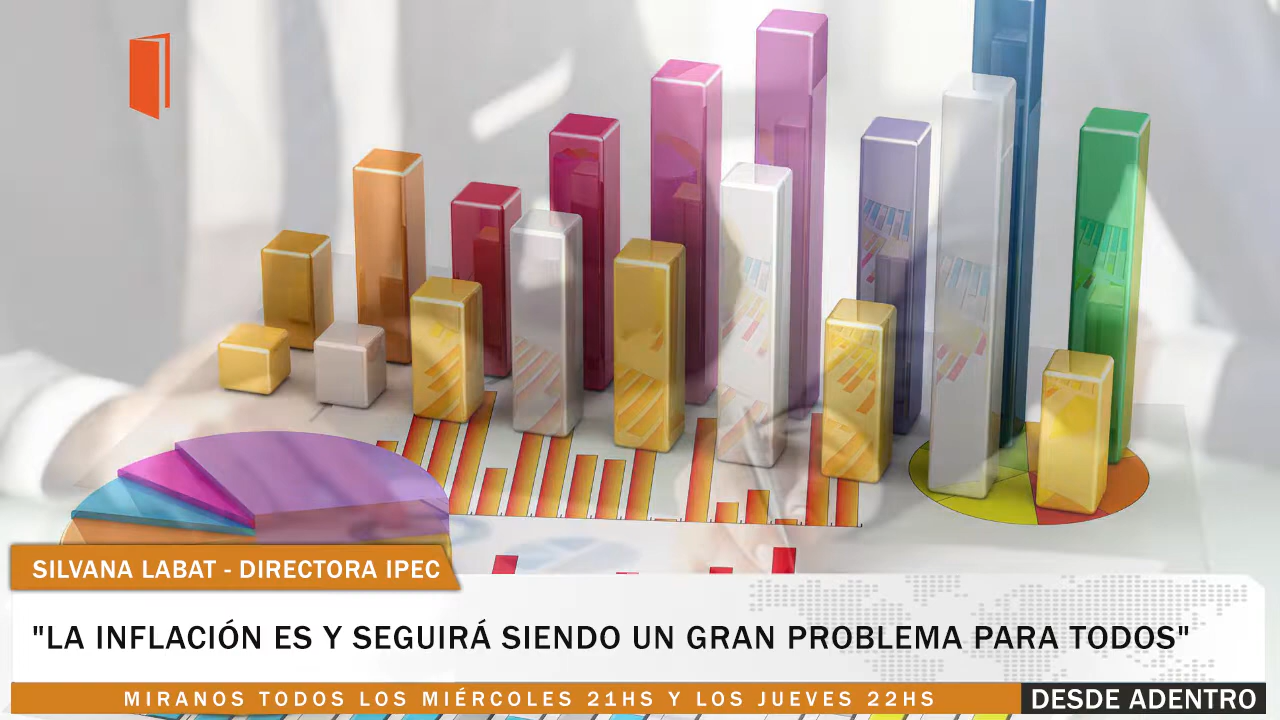 SILVANA LABAT - DIRECTORA IPEC
"LA INFLACIÓN ES Y SEGUIRÁ SIENDO UN GRAN PROBLEMA PARA TODOS"
MIRANOS TODOS LOS MIÉRCOLES 21HS Y LOS JUEVES 22HS
DESDE ADENTRO